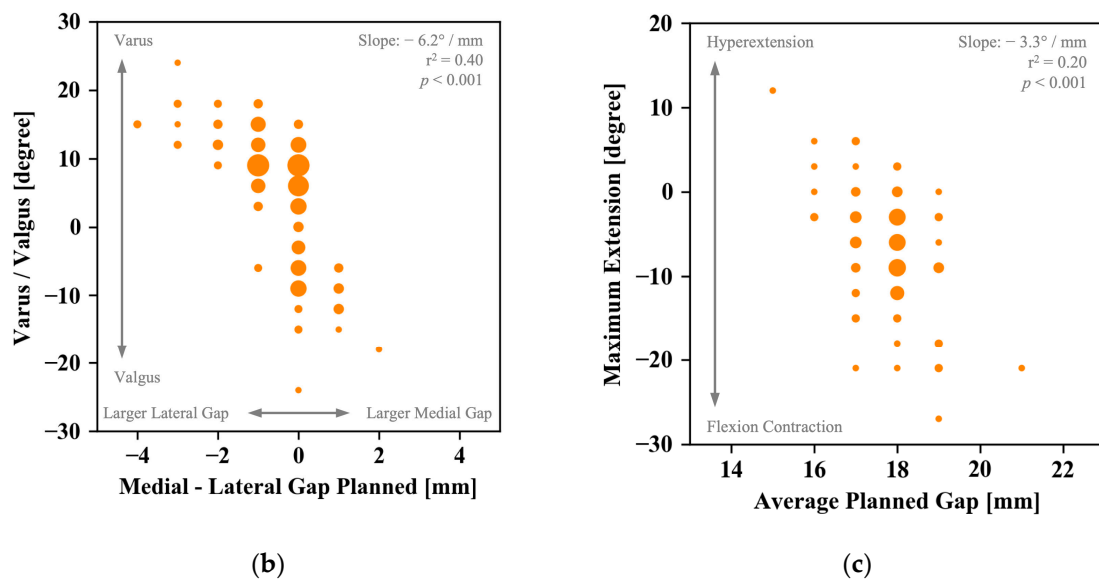 30
20
10
0
−10
−20
−30
Varus / Valgus [degree]
Varus
Slope: − 6.2° / mm
r² = 0.40
p < 0.001
Valgus
Larger Lateral Gap
Larger Medial Gap
−4 −2 0 2 4
Medial - Lateral Gap Planned [mm]
(b)
20
10
0
−10
−20
−30
Maximum Extension [degree]
Hyperextension
Slope: − 3.3° / mm
r² = 0.20
p < 0.001
Flexion Contraction
14 16 18 20 22
Average Planned Gap [mm]
(c)